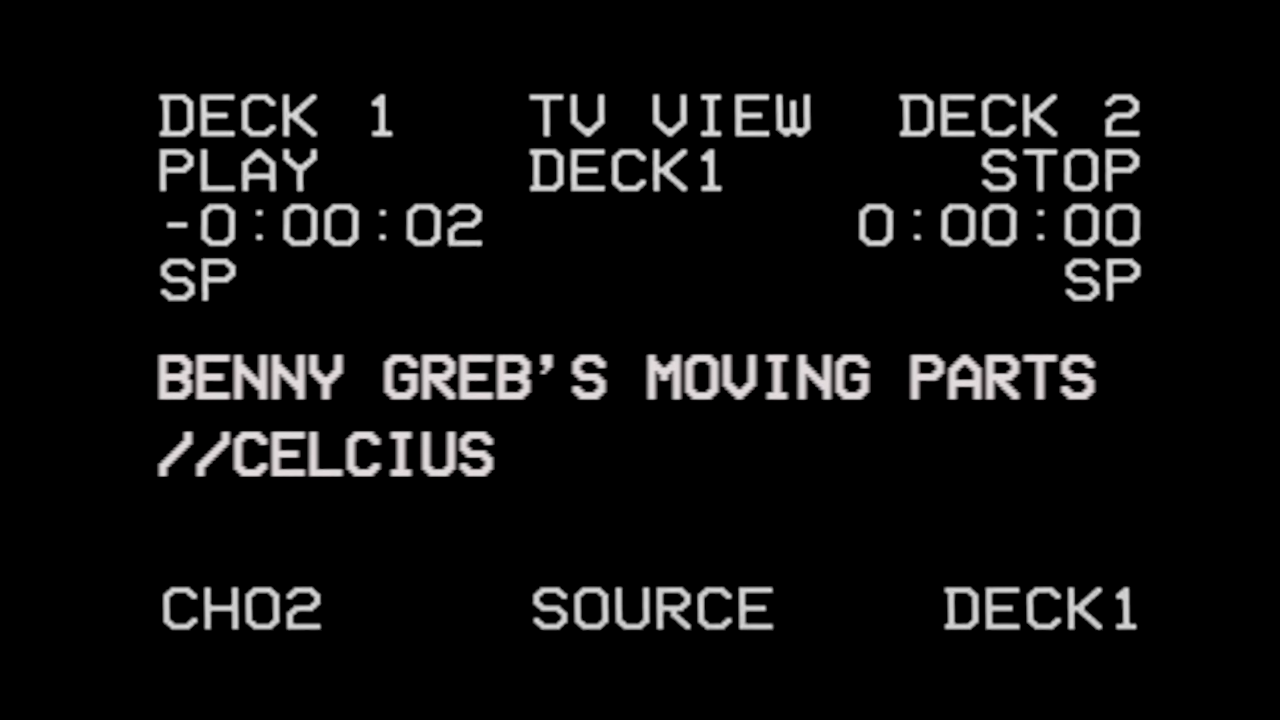 DECK 1 TV VIEW DECK 2
PLAY DECK1 STOP
-0:00:02 0:00:00
SP SP
BENNY GREB'S MOVING PARTS
//CELCIUS
CH02 SOURCE DECK1